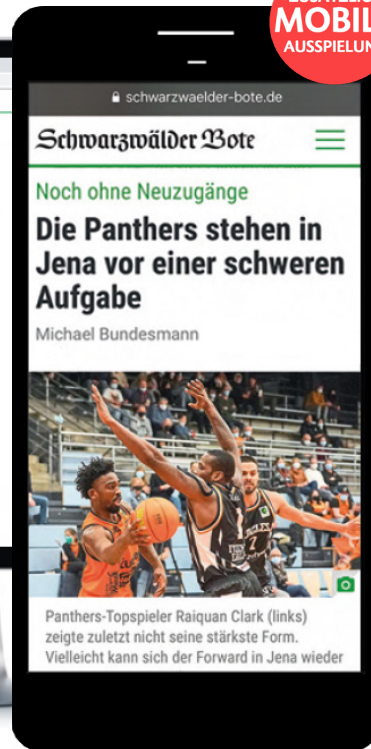 MOBIL
AUSSPIELUN
schwarzwaelder-bote.de
Schwarzwälder Bote
Noch ohne Neuzugänge
Die Panthers stehen in
Jena vor einer schweren
Aufgabe
Michael Bundesmann
7
Panthers-Topspieler Raiquan Clark (links)
zeigte zuletzt nicht seine stärkste Form.
Vielleicht kann sich der Forward in Jena wieder